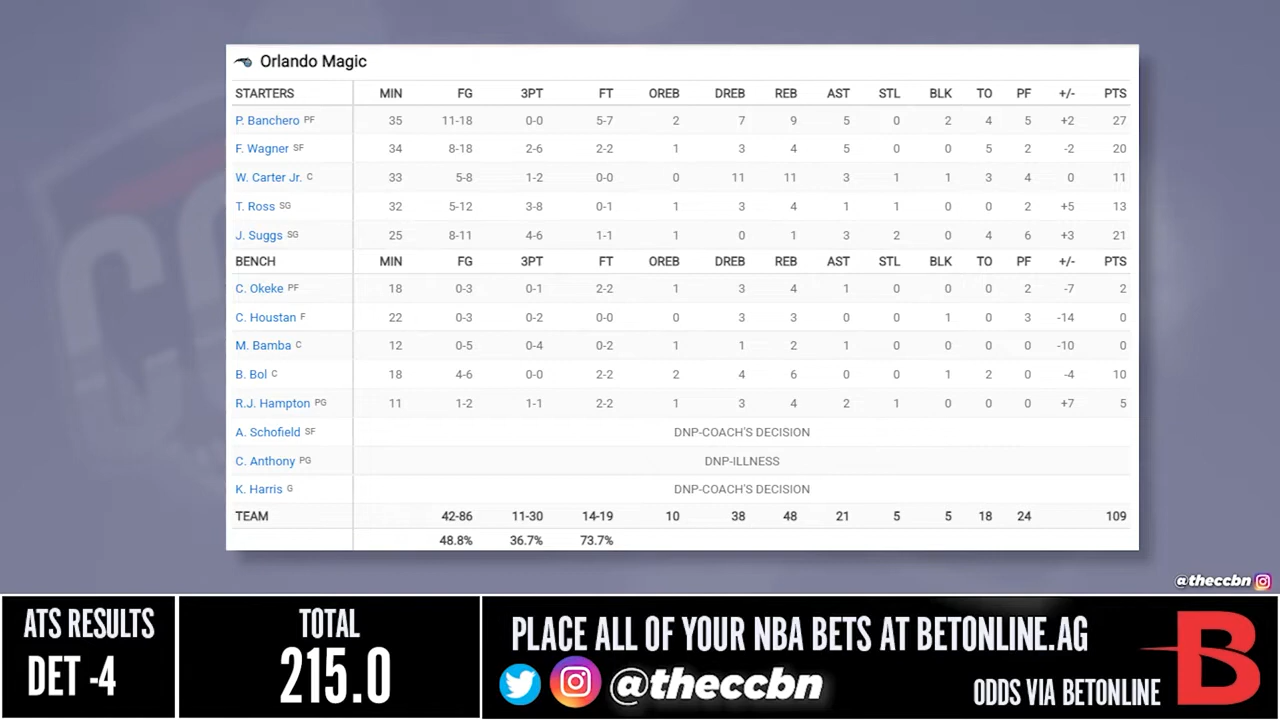 Orlando Magic
STARTERS MIN FG 3PT FT OREB DREB REB AST STL BLK TO PF +/- PTS
P. Banchero PF 35 11-18 0-0 5-7 2 7 9 5 0 2 4 5 +2 27
F. Wagner SF 34 8-18 2-6 2-2 1 3 4 5 0 0 5 2 -2 20
W. Carter Jr. C 33 5-8 1-2 0-0 0 11 11 3 1 1 3 4 0 11
T. Ross SG 32 5-12 3-8 0-1 1 3 4 1 1 0 0 2 +5 13
J. Suggs SG 25 8-11 4-6 1-1 1 0 1 3 2 0 4 6 +3 21
BENCH MIN FG 3PT FT OREB DREB REB AST STL BLK TO PF +/- PTS
C. Okeke PF 18 0-3 0-1 2-2 1 3 4 1 0 0 0 2 -7 2
C. Houstan F 22 0-3 0-2 0-0 0 3 3 0 0 1 0 3 -14 0
M. Bamba C 12 0-5 0-4 0-2 1 1 2 1 0 0 0 0 -10 0
B. Bol C 18 4-6 0-0 2-2 2 4 6 0 0 1 2 0 -4 10
R.J. Hampton PG 11 1-2 1-1 2-2 1 3 4 2 1 0 0 0 +7 5
A. Schofield SF DNP-COACH'S DECISION
C. Anthony PG DNP-ILLNESS
K. Harris G DNP-COACH'S DECISION
TEAM 42-86 11-30 14-19 10 38 48 21 5 5 18 24 109
48.8% 36.7% 73.7%
@theccbn
ATS RESULTS
DET -4
TOTAL
215.0
PLACE ALL OF YOUR NBA BETS AT BETONLINE.AG
@theccbn
ODDS VIA BETONLINE
B